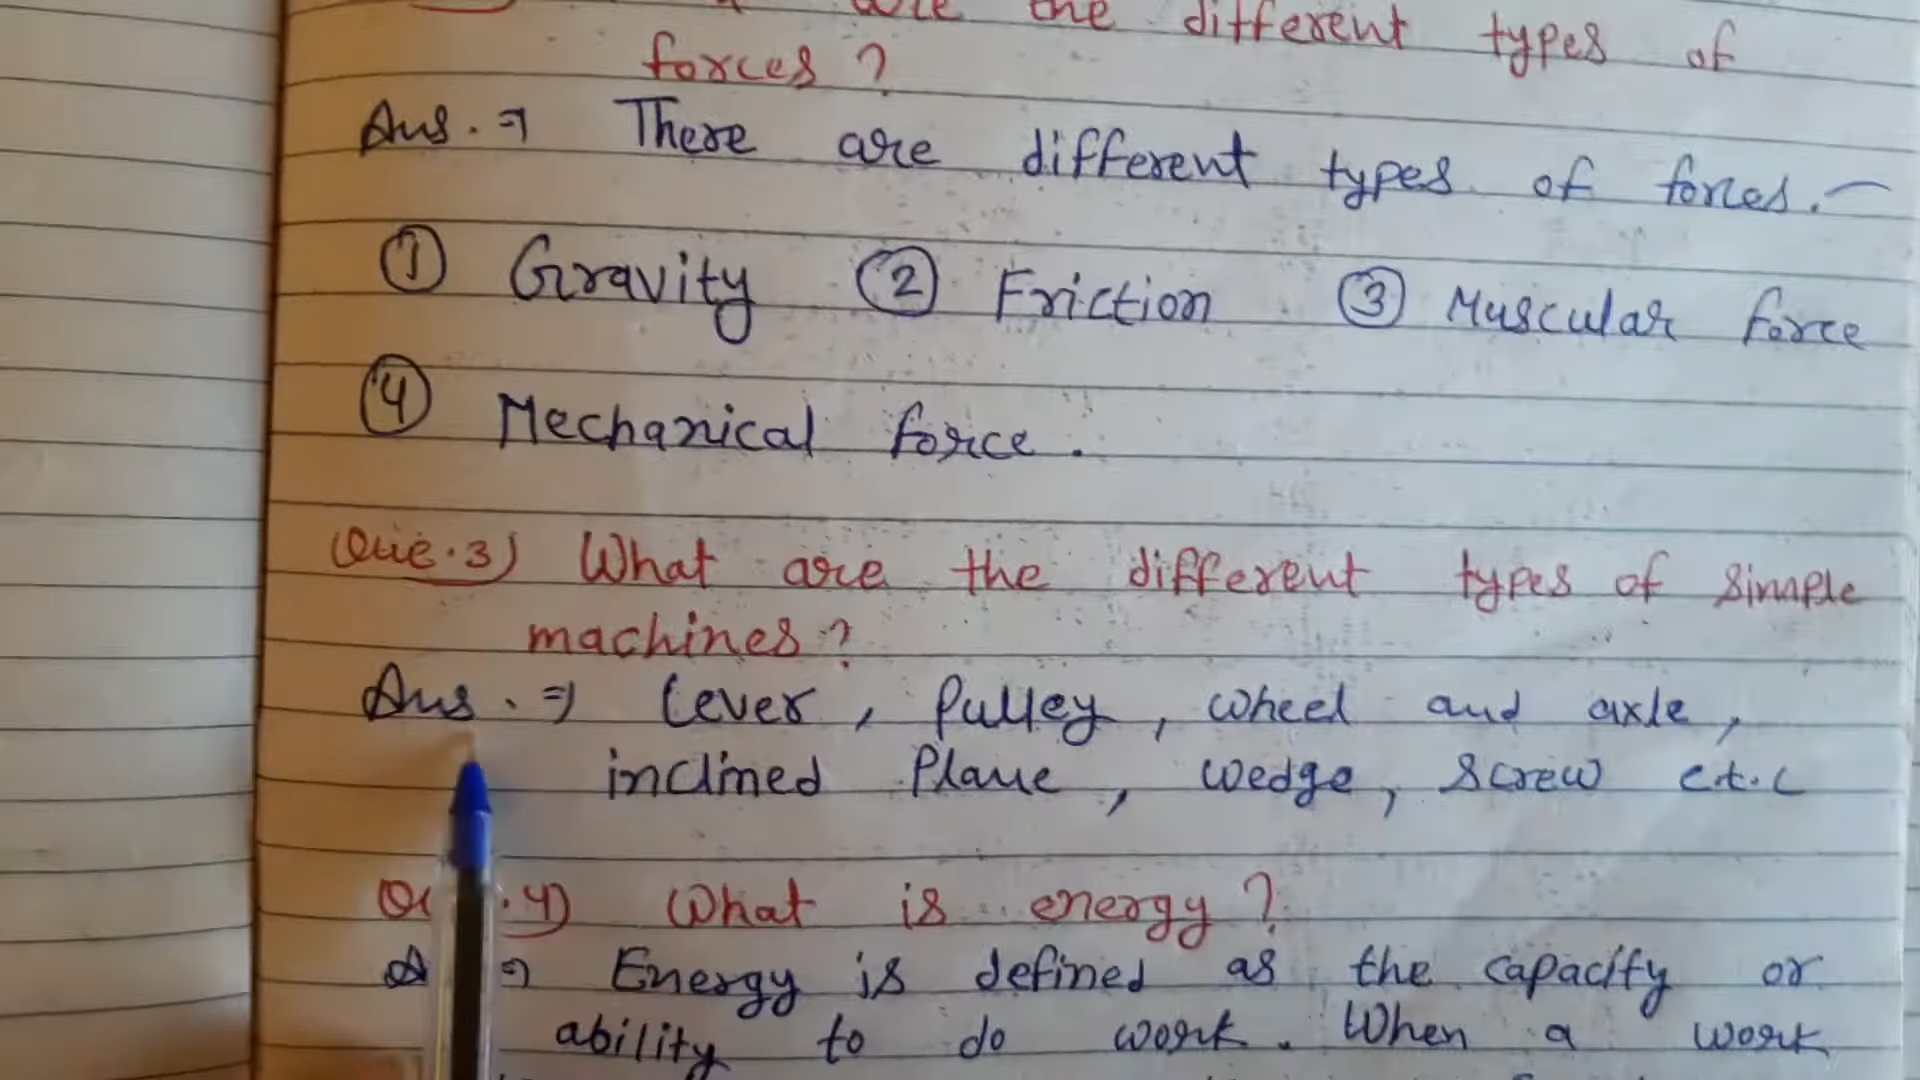 are the different types of
forces ?
Ans. ⇒ There are different types of forces. —
① Gravity ② Friction ③ Muscular force
④ Mechanical force .
Que.3) What are the different types of simple
machines ?
Ans. ⇒ Lever , Pulley , wheel and axle ,
inclined Plane , wedge , screw e.t.c
.4) What is energy ?
⇒ Energy is defined as the capacity or
ability to do work . When a work